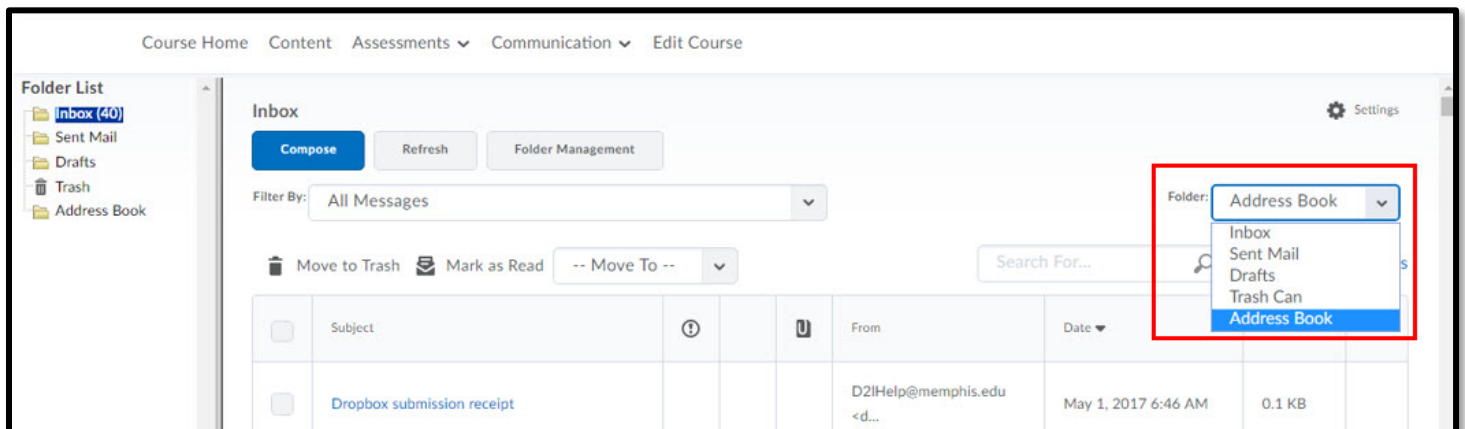 Course Home Content Assessments Communication Edit Course
Folder List
Inbox (40)
Sent Mail
Drafts
Trash
Address Book
Inbox
Settings
Compose Refresh Folder Management
Filter By: All Messages
Folder: Address Book
Inbox
Sent Mail
Drafts
Trash Can
Address Book
Move to Trash Mark as Read -- Move To --
Search For...
s
Subject From Date
Dropbox submission receipt
D2lHelp@memphis.edu
<d...
May 1, 2017 6:46 AM
0.1 KB